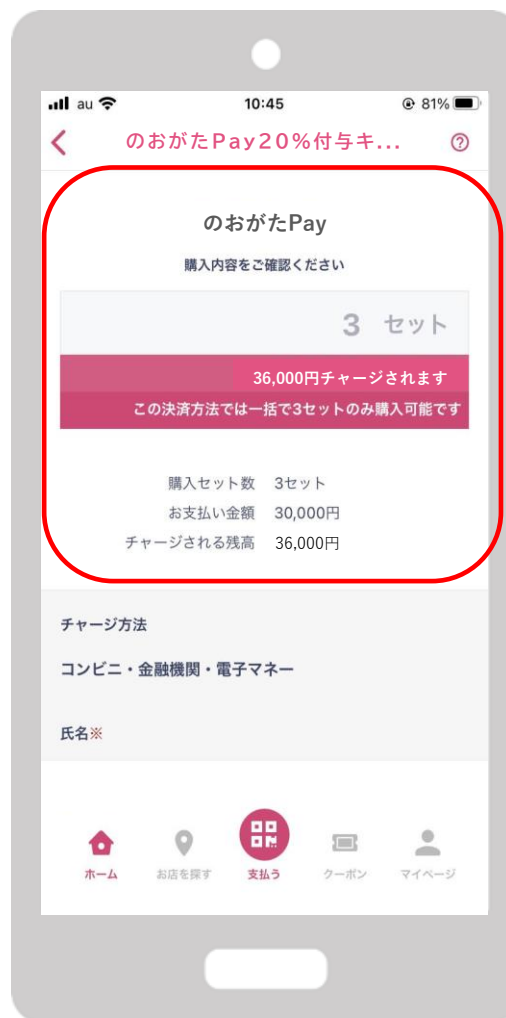 au 10:45 81%
のおがたPay20%付与キ...
のおがたPay
購入内容をご確認ください
3 セット
36,000円チャージされます
この決済方法では一括で3セットのみ購入可能です
購入セット数 3セット
お支払い金額 30,000円
チャージされる残高 36,000円
チャージ方法
コンビニ・金融機関・電子マネー
氏名※
ホーム お店を探す 支払う クーポン マイページ